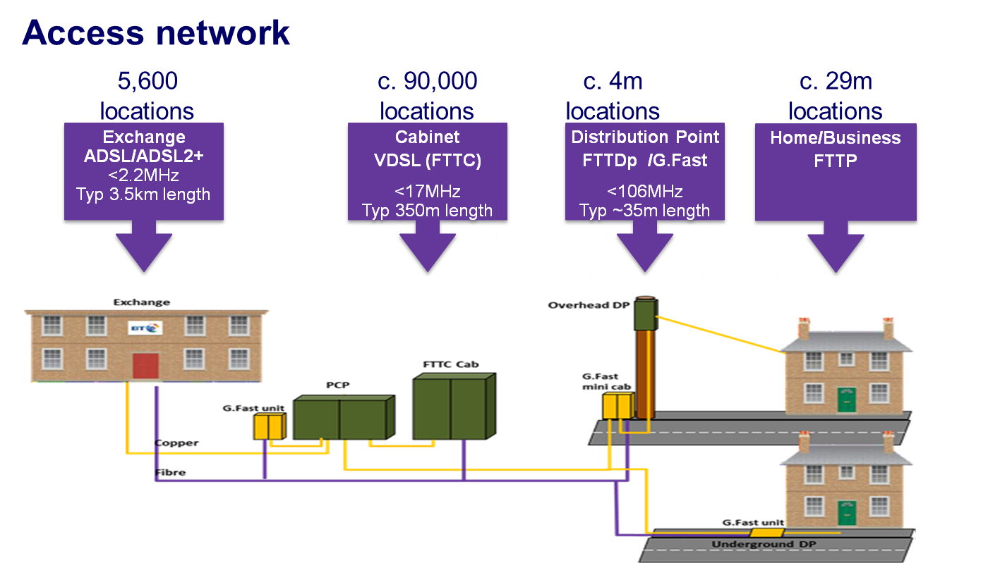 Access network
5,600
locations
Exchange
ADSL/ADSL2+
<2.2MHz
Typ 3.5km length
c. 90,000
locations
Cabinet
VDSL (FTTC)
<17MHz
Typ 350m length
c. 4m
locations
Distribution Point
FTTDp /G.Fast
<106MHz
Typ ~35m length
c. 29m
locations
Home/Business
FTTP
Exchange
BT
Overhead DP
FTTC Cab
G.Fast
mini cab
PCP
G.Fast unit
Copper
Fibre
G.Fast unit
Underground DP